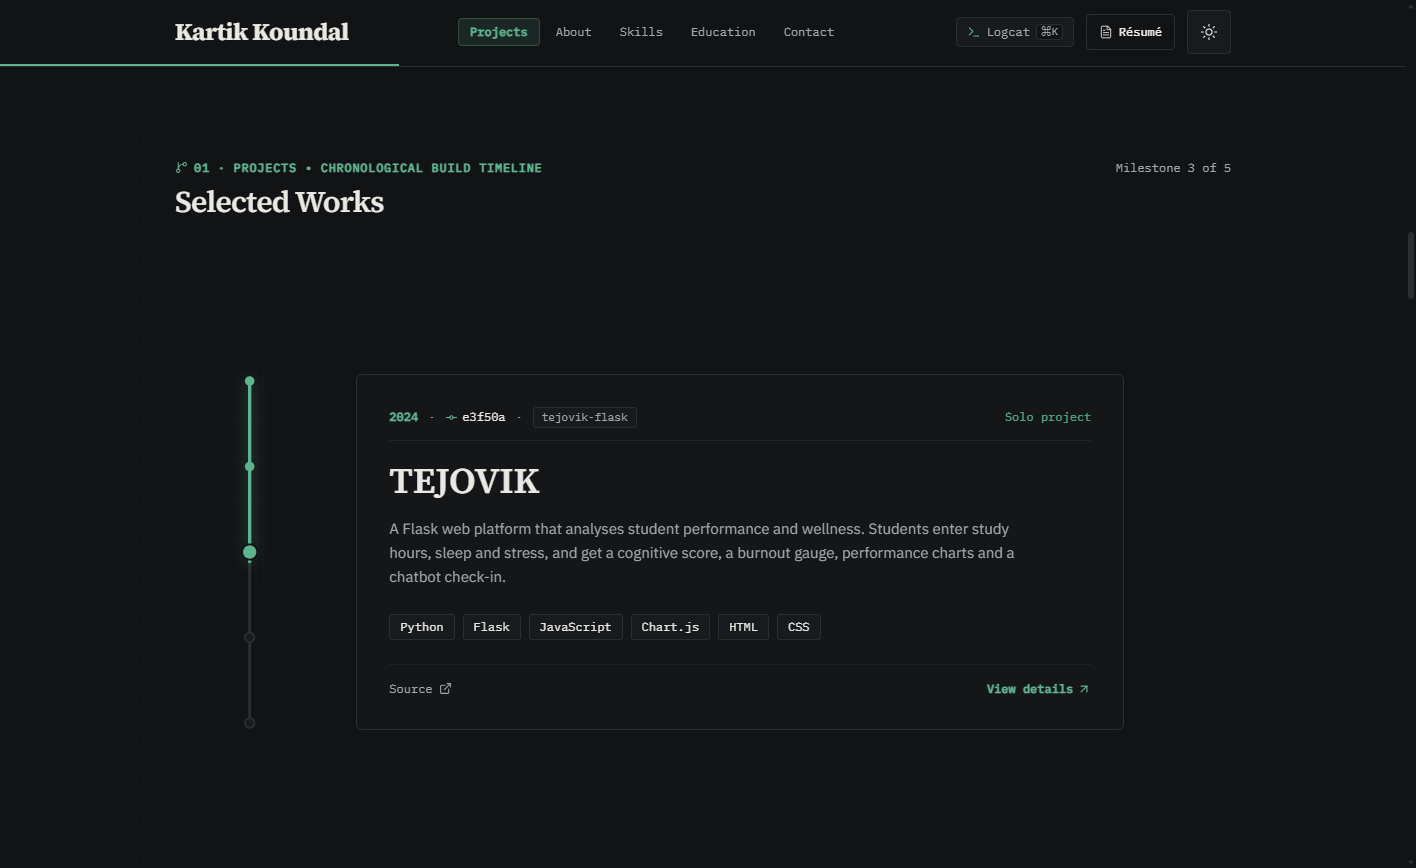 Kartik Koundal
Projects
About
Skills
Education
Contact
Logcat ⌘K
Résumé
01 · PROJECTS • CHRONOLOGICAL BUILD TIMELINE
Milestone 3 of 5
Selected Works
2024 · e3f50a · tejovik-flask
Solo project
TEJOVIK
A Flask web platform that analyses student performance and wellness. Students enter study
hours, sleep and stress, and get a cognitive score, a burnout gauge, performance charts and a
chatbot check-in.
Python
Flask
JavaScript
Chart.js
HTML
CSS
Source
View details